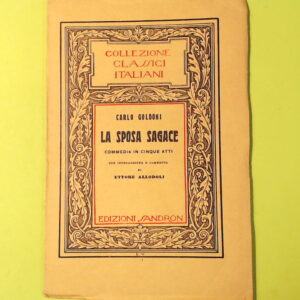 COLLEZIONE
CLASSICI
ITALIANI
CARLO GOLDONI
LA SPOSA SAGACE
COMMEDIA IN CINQUE ATTI
CON INTRODUZIONE E COMMENTO
DI
ETTORE ALLODOLI
EDIZIONI SANDRON